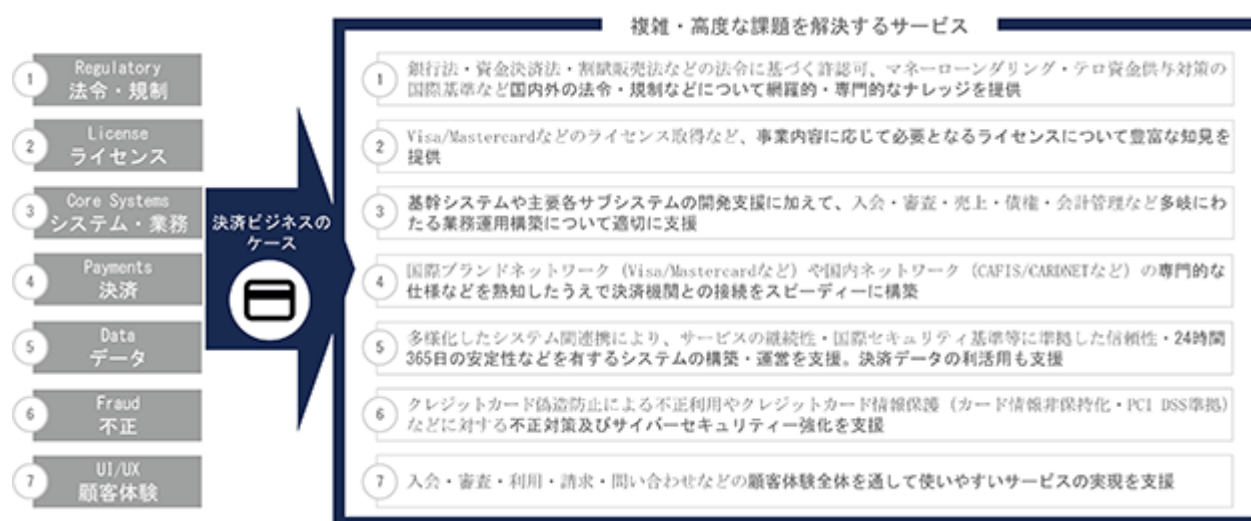 複雑・高度な課題を解決するサービス
1
Regulatory
法令・規制
2
License
ライセンス
3
Core Systems
システム・業務
4
Payments
決済
5
Data
データ
6
Fraud
不正
7
UI/UX
顧客体験
決済ビジネスの
ケース
1
銀行法・資金決済法・割賦販売法などの法令に基づく許認可、マネーローンダリング・テロ資金供与対策の
国際基準など国内外の法令・規制などについて網羅的・専門的なナレッジを提供
2
Visa/Mastercardなどのライセンス取得など、事業内容に応じて必要となるライセンスについて豊富な知見を
提供
3
基幹システムや主要各サブシステムの開発支援に加えて、入会・審査・売上・債権・会計管理など多岐にわ
たる業務運用構築について適切に支援
4
国際ブランドネットワーク（Visa/Mastercardなど）や国内ネットワーク（CAFIS/CARDNETなど）の専門的な
仕様などを熟知したうえで決済機関との接続をスピーディーに構築
5
多様化したシステム間連携により、サービスの継続性・国際セキュリティ基準等に準拠した信頼性・24時間
365日の安定性などを有するシステムの構築・運営を支援。決済データの利活用も支援
6
クレジットカード偽造防止による不正利用やクレジットカード情報保護（カード情報非保持化・PCI DSS準拠）
などに対する不正対策及びサイバーセキュリティー強化を支援
7
入会・審査・利用・請求・問い合わせなどの顧客体験全体を通して使いやすいサービスの実現を支援